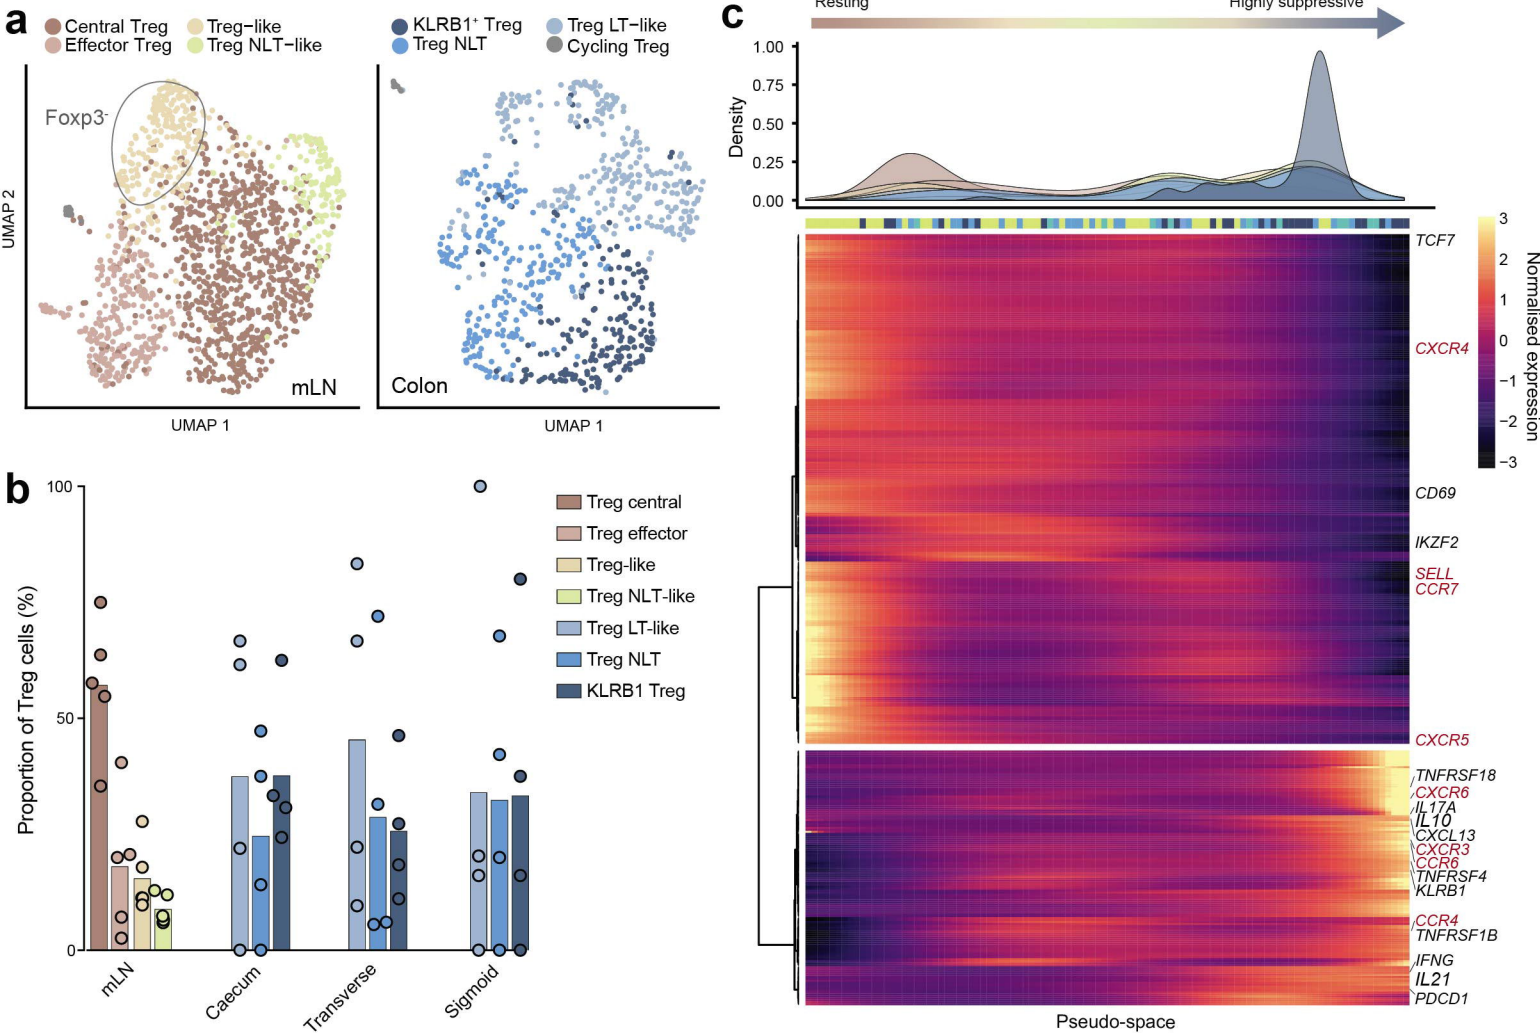 a
Central Treg
Effector Treg
Treg−like
Treg NLT−like
KLRB1⁺ Treg
Treg NLT
Treg LT−like
Cycling Treg
Foxp3⁻
UMAP 2
mLN
UMAP 1
Colon
UMAP 1
b
Proportion of Treg cells (%)
100
50
0
mLN
Caecum
Transverse
Sigmoid
Treg central
Treg effector
Treg-like
Treg NLT-like
Treg LT-like
Treg NLT
KLRB1 Treg
c
Resting
Highly suppressive
Density
1.00
0.75
0.50
0.25
0.00
TCF7
CXCR4
CD69
IKZF2
SELL
CCR7
CXCR5
TNFRSF18
CXCR6
IL17A
IL10
CXCL13
CXCR3
CCR6
TNFRSF4
KLRB1
CCR4
TNFRSF1B
IFNG
IL21
PDCD1
Pseudo-space
3
2
1
0
−1
−2
−3
Normalised expression